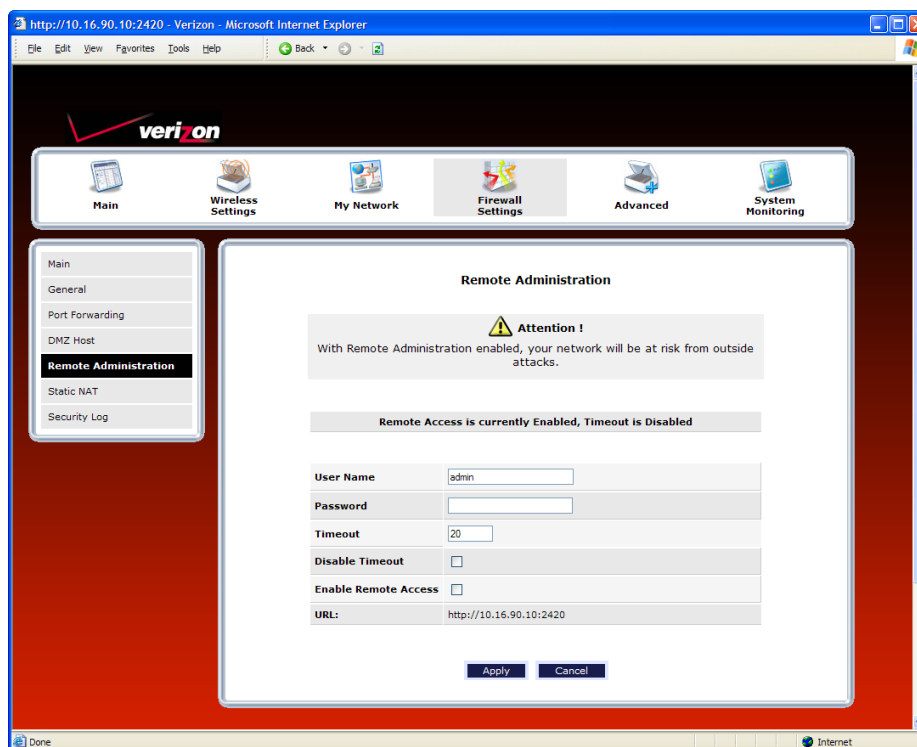 http://10.16.90.10:2420 - Verizon - Microsoft Internet Explorer
File Edit View Favorites Tools Help Back
verizon
Main
Wireless Settings
My Network
Firewall Settings
Advanced
System Monitoring
Main
General
Port Forwarding
DMZ Host
Remote Administration
Static NAT
Security Log
Remote Administration
Attention !
With Remote Administration enabled, your network will be at risk from outside
attacks.
Remote Access is currently Enabled, Timeout is Disabled
User Name admin
Password
Timeout 20
Disable Timeout
Enable Remote Access
URL: http://10.16.90.10:2420
Apply Cancel
Done Internet